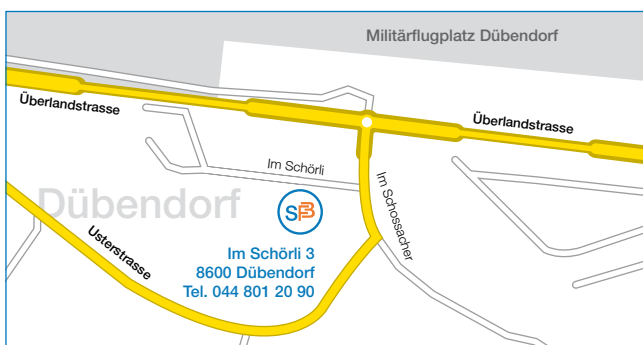 Militärflugplatz Dübendorf
Überlandstrasse
Überlandstrasse
Im Schörli
Im Schossacher
Dübendorf
SPB
Usterstrasse
Im Schörli 3
8600 Dübendorf
Tel. 044 801 20 90